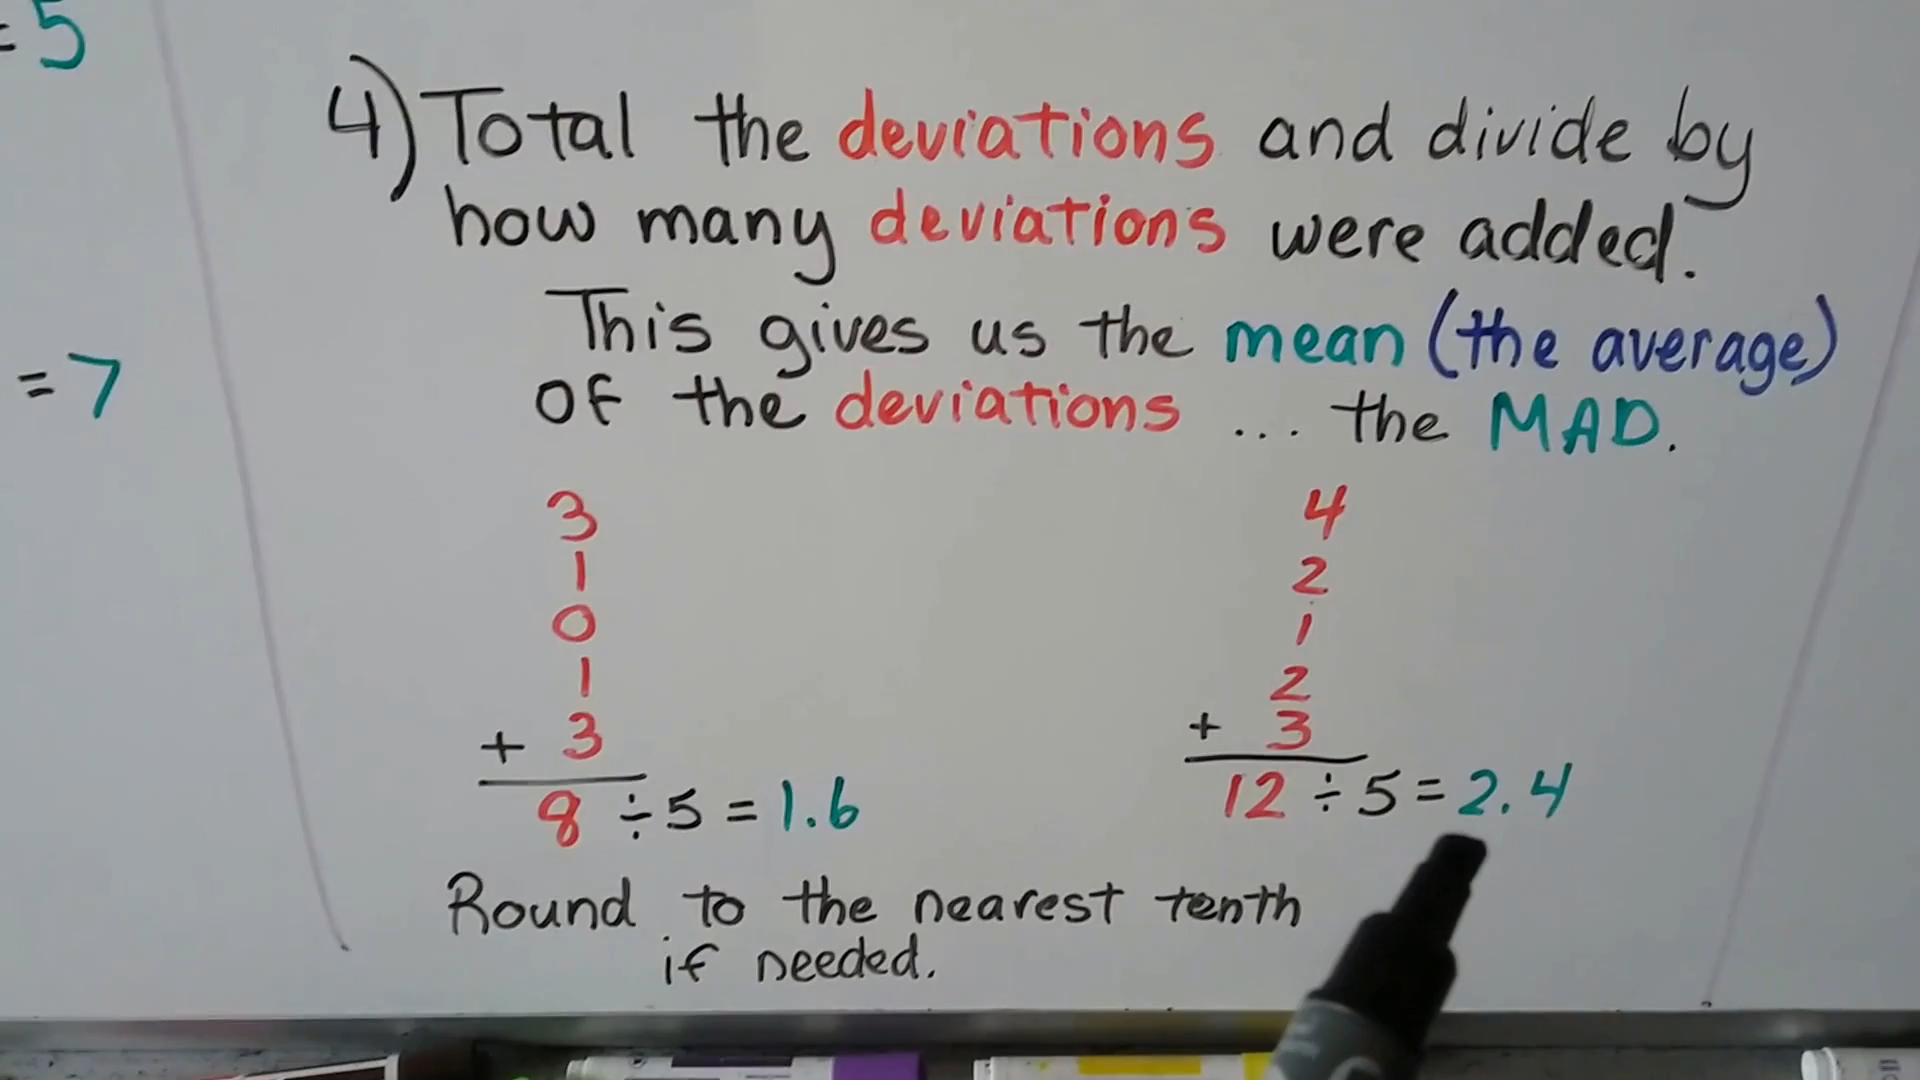 = 5
= 7
4) Total the deviations and divide by
how many deviations were added.
This gives us the mean (the average)
of the deviations ... the MAD.
3
1
0
1
+ 3
8 ÷ 5 = 1.6
4
2
1
2
+ 3
12 ÷ 5 = 2.4
Round to the nearest tenth
if needed.